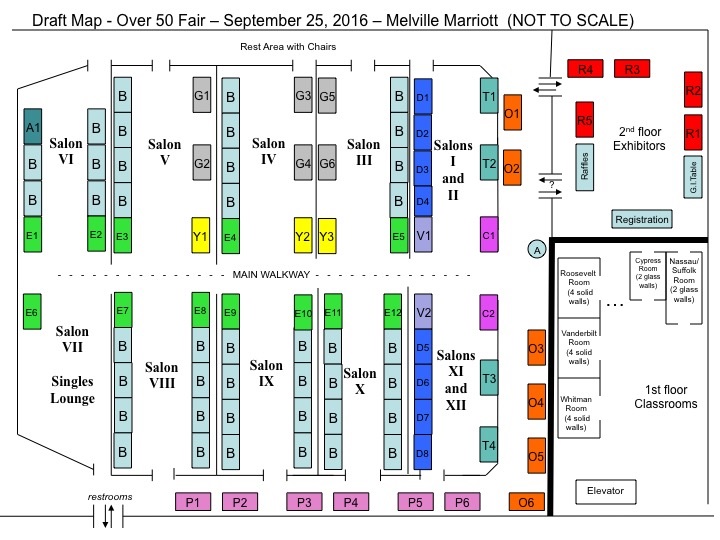 Draft Map - Over 50 Fair – September 25, 2016 – Melville Marriott (NOT TO SCALE)
Rest Area with Chairs
R4 R3
B G1 B G3 G5 B D1 T1 O1 R2
A1 B B D2 R5 R1
Salon VI
Salon V
Salon IV
Salon III
Salons I and II
2nd floor Exhibitors
B B B G2 B G4 G6 B D3 T2 O2
Raffles
G.I.Table
B B B B B D4
?
Registration
E1 E2 E3 Y1 E4 Y2 Y3 E5 V1 C1
A
MAIN WALKWAY
Roosevelt Room (4 solid walls)
...
Cypress Room (2 glass walls)
Nassau/ Suffolk Room (2 glass walls)
E6 E7 E8 E9 E10 E11 E12 V2 C2
Vanderbilt Room (4 solid walls)
Salon VII
Singles Lounge
Salon VIII
Salon IX
Salon X
Salons XI and XII
B B B B B B D5 O3
B B B B B B D6 T3
Whitman Room (4 solid walls)
1st floor Classrooms
B B B B B B D7 O4
B B B B B B D8 T4 O5
Elevator
restrooms
P1 P2 P3 P4 P5 P6 O6